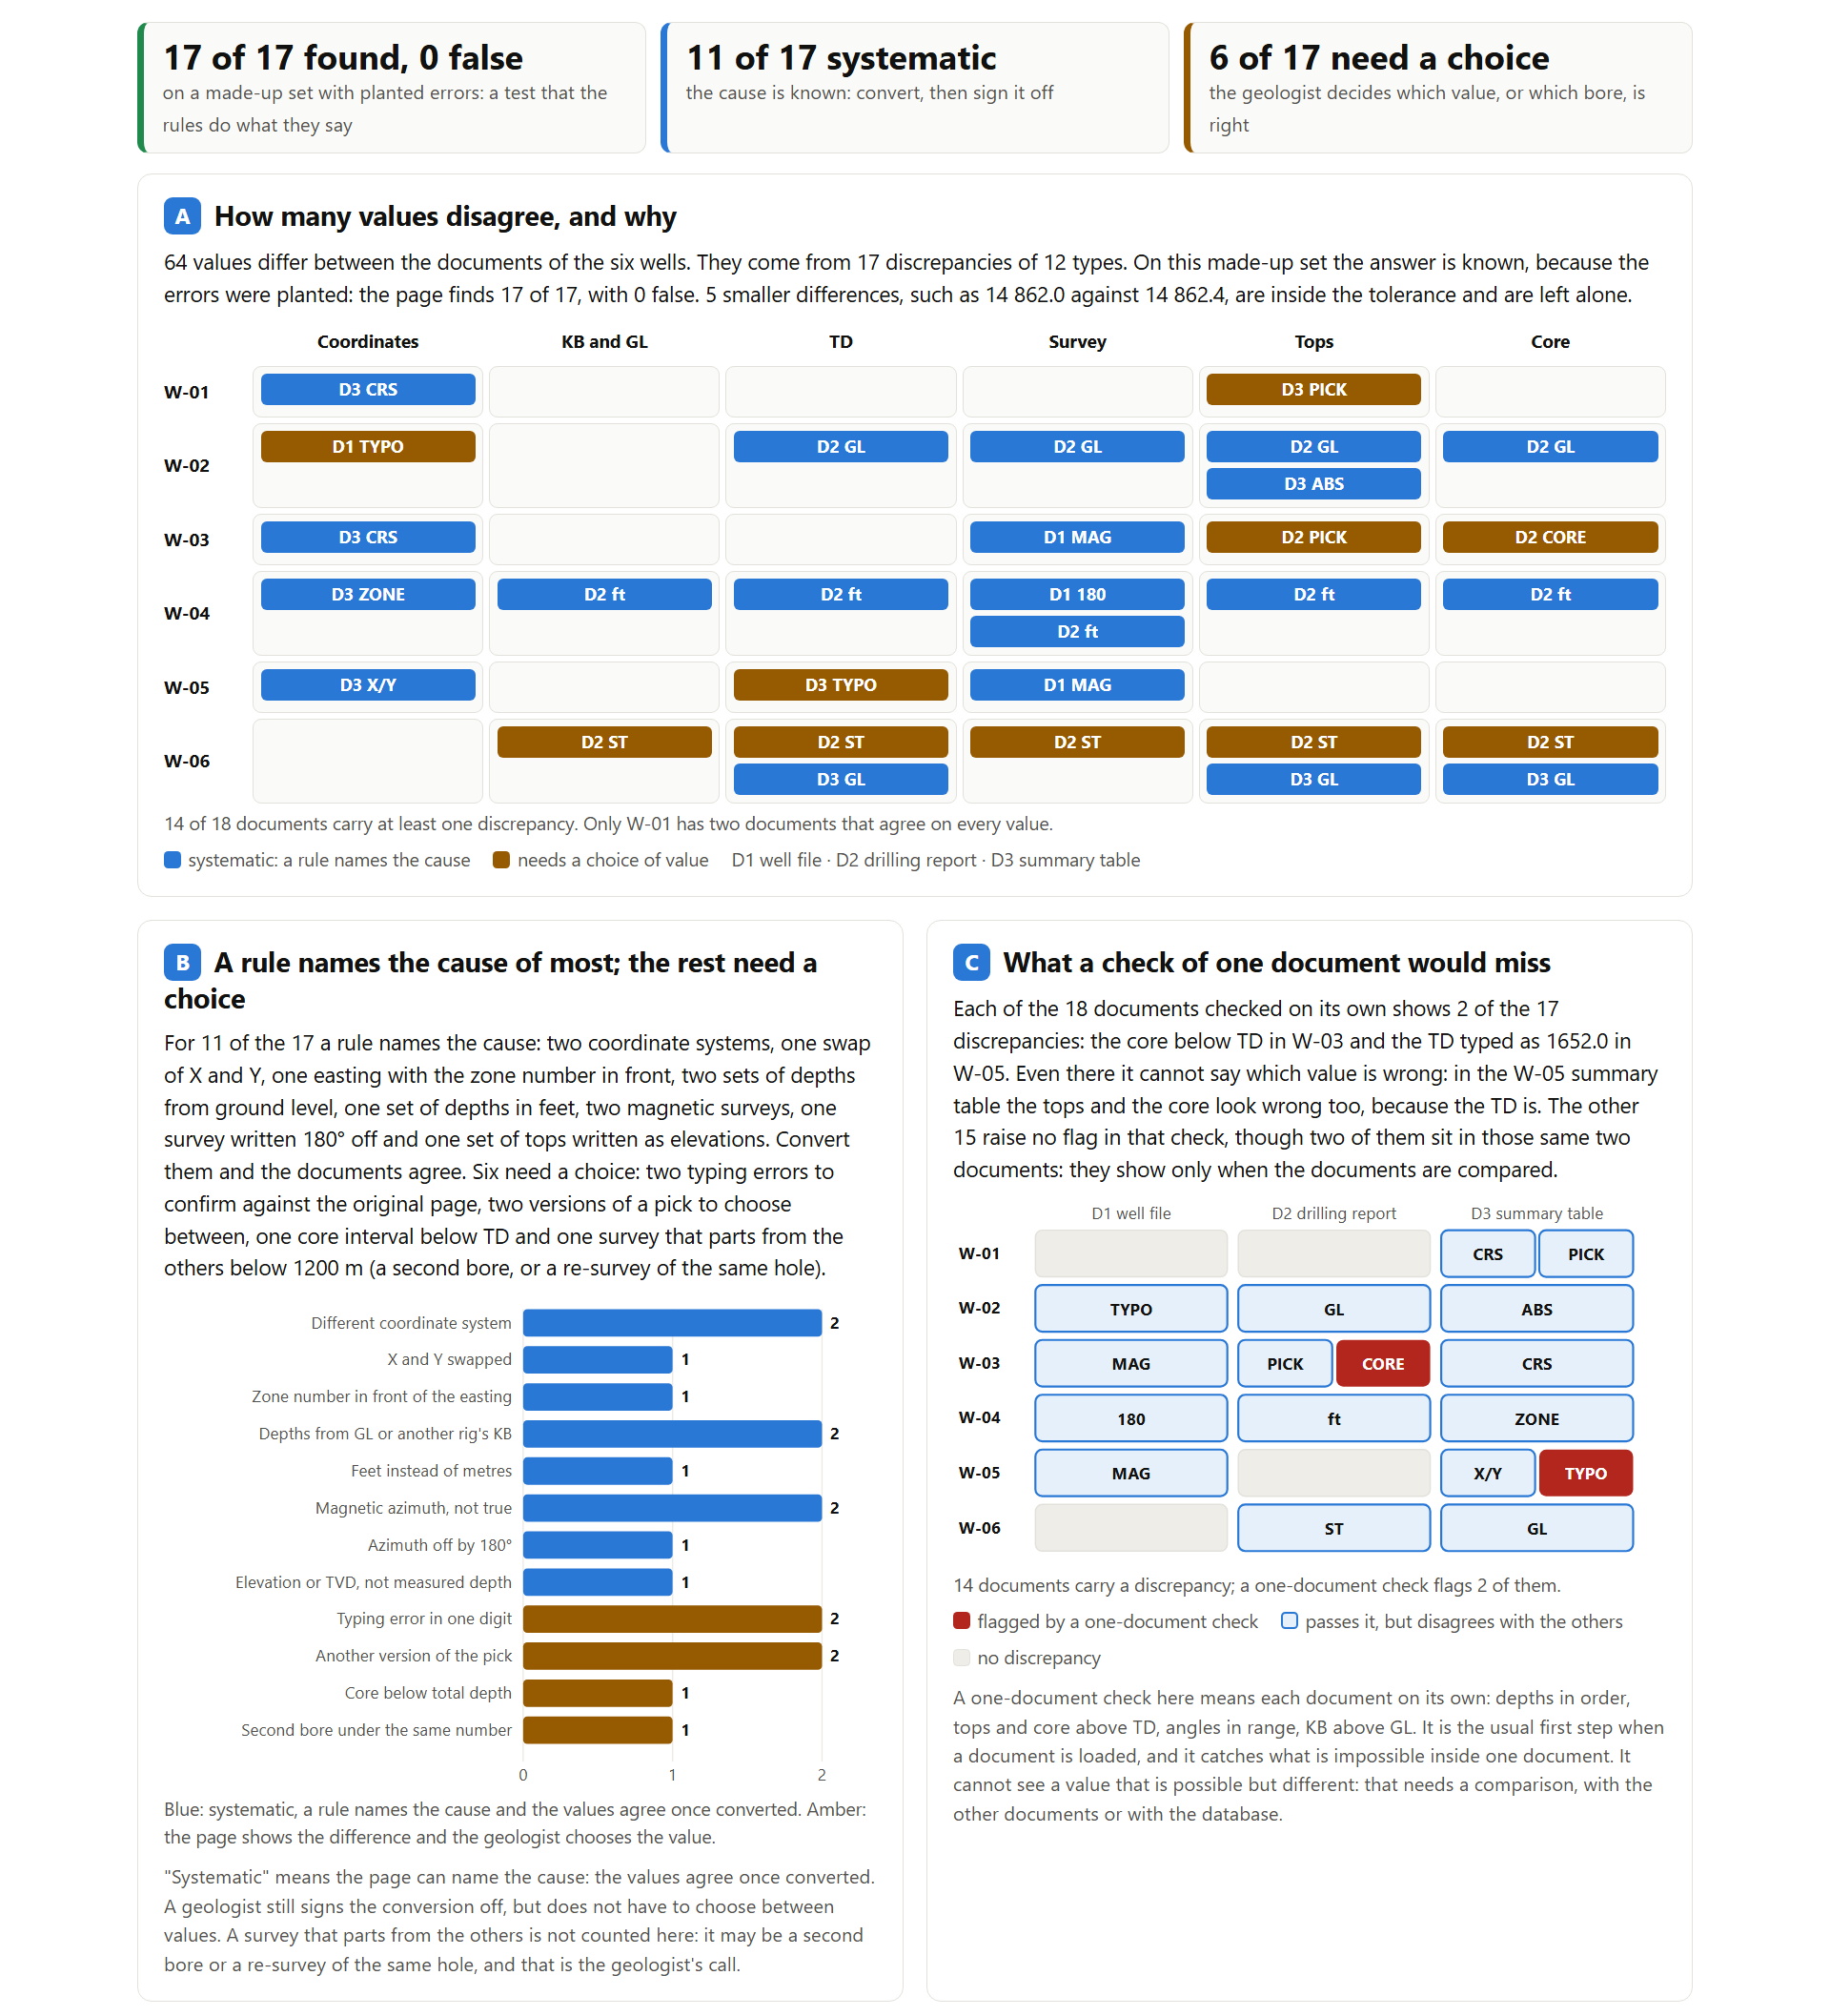 17 of 17 found, 0 false
on a made-up set with planted errors: a test that the
rules do what they say
11 of 17 systematic
the cause is known: convert, then sign it off
6 of 17 need a choice
the geologist decides which value, or which bore, is
right
A How many values disagree, and why
64 values differ between the documents of the six wells. They come from 17 discrepancies of 12 types. On this made-up set the answer is known, because the
errors were planted: the page finds 17 of 17, with 0 false. 5 smaller differences, such as 14 862.0 against 14 862.4, are inside the tolerance and are left alone.
Coordinates KB and GL TD Survey Tops Core
W-01 D3 CRS D3 PICK
W-02 D1 TYPO D2 GL D2 GL D2 GL D2 GL
D3 ABS
W-03 D3 CRS D1 MAG D2 PICK D2 CORE
W-04 D3 ZONE D2 ft D2 ft D1 180 D2 ft D2 ft
D2 ft
W-05 D3 X/Y D3 TYPO D1 MAG
W-06 D2 ST D2 ST D2 ST D2 ST D2 ST
D3 GL D3 GL D3 GL
14 of 18 documents carry at least one discrepancy. Only W-01 has two documents that agree on every value.
systematic: a rule names the cause needs a choice of value D1 well file · D2 drilling report · D3 summary table
B A rule names the cause of most; the rest need a
choice
For 11 of the 17 a rule names the cause: two coordinate systems, one swap
of X and Y, one easting with the zone number in front, two sets of depths
from ground level, one set of depths in feet, two magnetic surveys, one
survey written 180° off and one set of tops written as elevations. Convert
them and the documents agree. Six need a choice: two typing errors to
confirm against the original page, two versions of a pick to choose
between, one core interval below TD and one survey that parts from the
others below 1200 m (a second bore, or a re-survey of the same hole).
Different coordinate system 2
X and Y swapped 1
Zone number in front of the easting 1
Depths from GL or another rig's KB 2
Feet instead of metres 1
Magnetic azimuth, not true 2
Azimuth off by 180° 1
Elevation or TVD, not measured depth 1
Typing error in one digit 2
Another version of the pick 2
Core below total depth 1
Second bore under the same number 1
0 1 2
Blue: systematic, a rule names the cause and the values agree once converted. Amber:
the page shows the difference and the geologist chooses the value.
"Systematic" means the page can name the cause: the values agree once converted.
A geologist still signs the conversion off, but does not have to choose between
values. A survey that parts from the others is not counted here: it may be a second
bore or a re-survey of the same hole, and that is the geologist's call.
C What a check of one document would miss
Each of the 18 documents checked on its own shows 2 of the 17
discrepancies: the core below TD in W-03 and the TD typed as 1652.0 in
W-05. Even there it cannot say which value is wrong: in the W-05 summary
table the tops and the core look wrong too, because the TD is. The other
15 raise no flag in that check, though two of them sit in those same two
documents: they show only when the documents are compared.
D1 well file D2 drilling report D3 summary table
W-01 CRS PICK
W-02 TYPO GL ABS
W-03 MAG PICK CORE CRS
W-04 180 ft ZONE
W-05 MAG X/Y TYPO
W-06 ST GL
14 documents carry a discrepancy; a one-document check flags 2 of them.
flagged by a one-document check passes it, but disagrees with the others
no discrepancy
A one-document check here means each document on its own: depths in order,
tops and core above TD, angles in range, KB above GL. It is the usual first step when
a document is loaded, and it catches what is impossible inside one document. It
cannot see a value that is possible but different: that needs a comparison, with the
other documents or with the database.